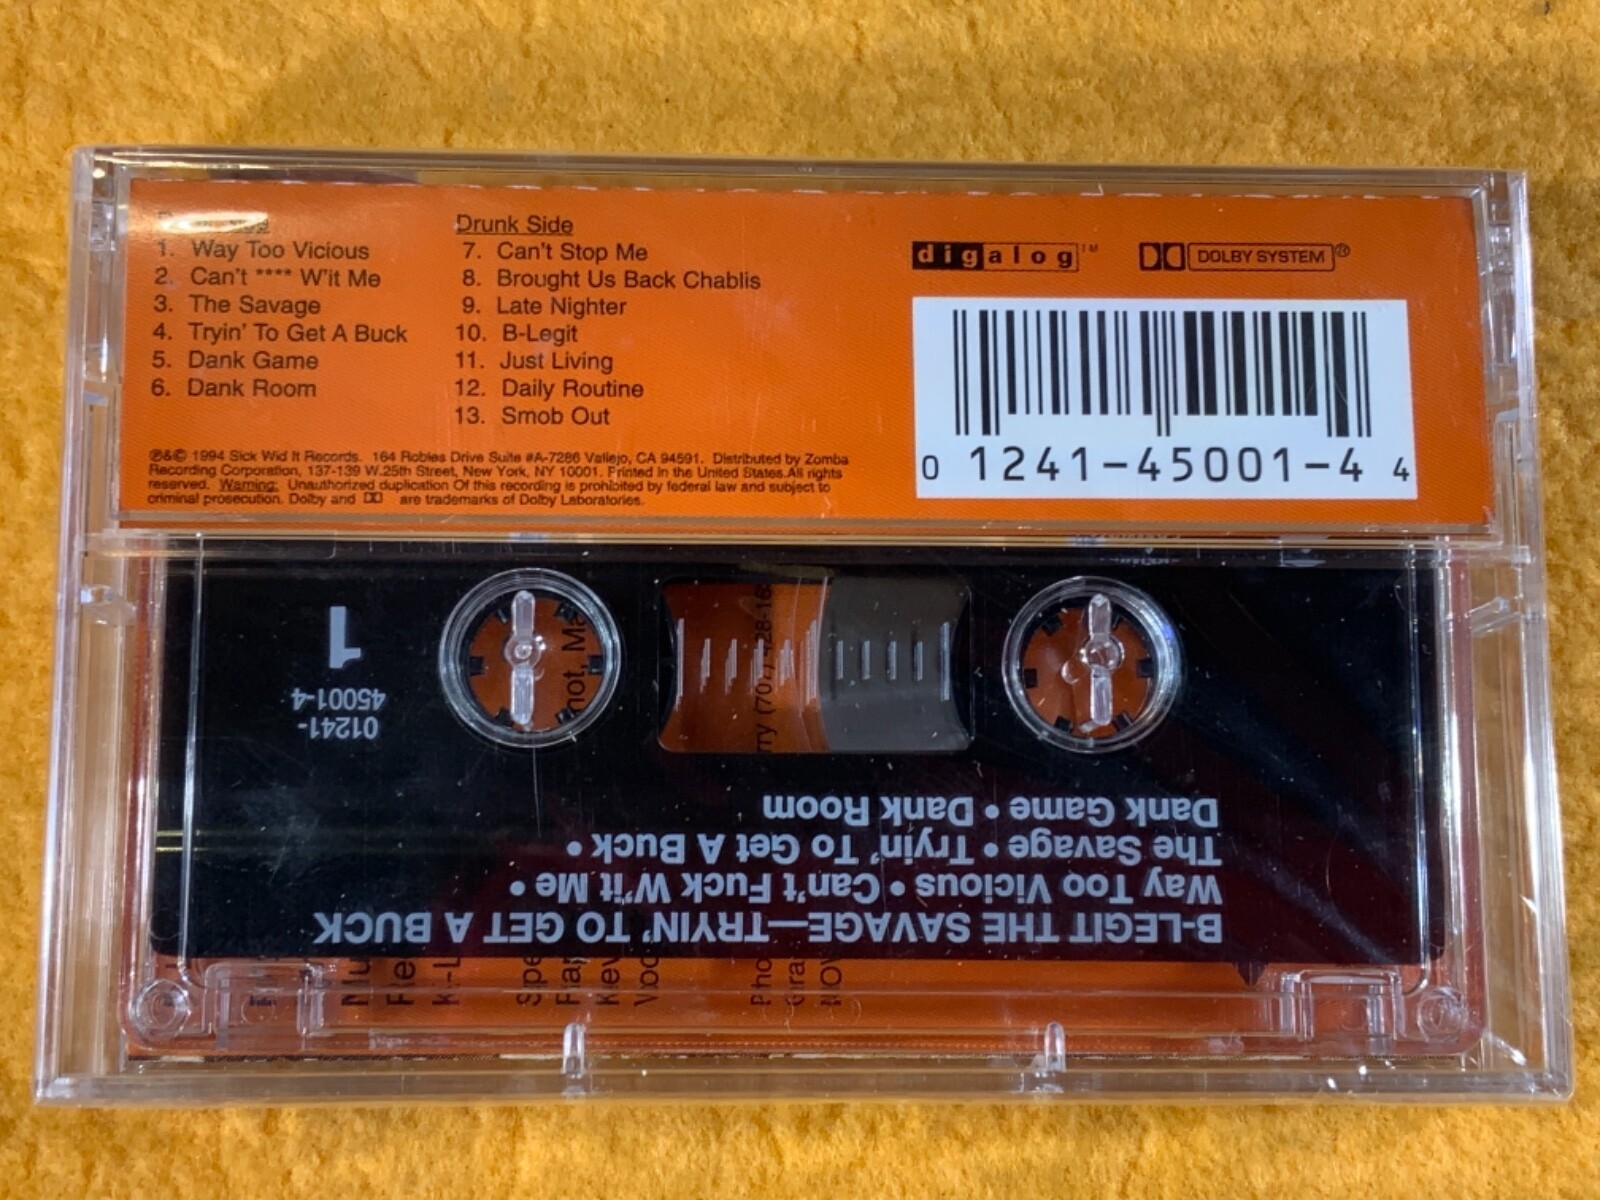 Drunk Side
1. Way Too Vicious
2. Can't **** W'it Me
3. The Savage
4. Tryin' To Get A Buck
5. Dank Game
6. Dank Room
7. Can't Stop Me
8. Brought Us Back Chablis
9. Late Nighter
10. B-Legit
11. Just Living
12. Daily Routine
13. Smob Out
℗&© 1994 Sick Wid It Records. 164 Robles Drive Suite #A-7286 Vallejo, CA 94591. Distributed by Zomba
Recording Corporation, 137-139 W.25th Street, New York, NY 10001. Printed in the United States.All rights
reserved. Warning: Unauthorized duplication Of this recording is prohibited by federal law and subject to
criminal prosecution. Dolby and are trademarks of Dolby Laboratories.
digalog™
DOLBY SYSTEM®
0 1241-45001-4 4
1
01241-
45001-4
B-LEGIT THE SAVAGE—TRYIN' TO GET A BUCK
Way Too Vicious • Can't Fuck W'it Me •
The Savage • Tryin' To Get A Buck •
Dank Game • Dank Room